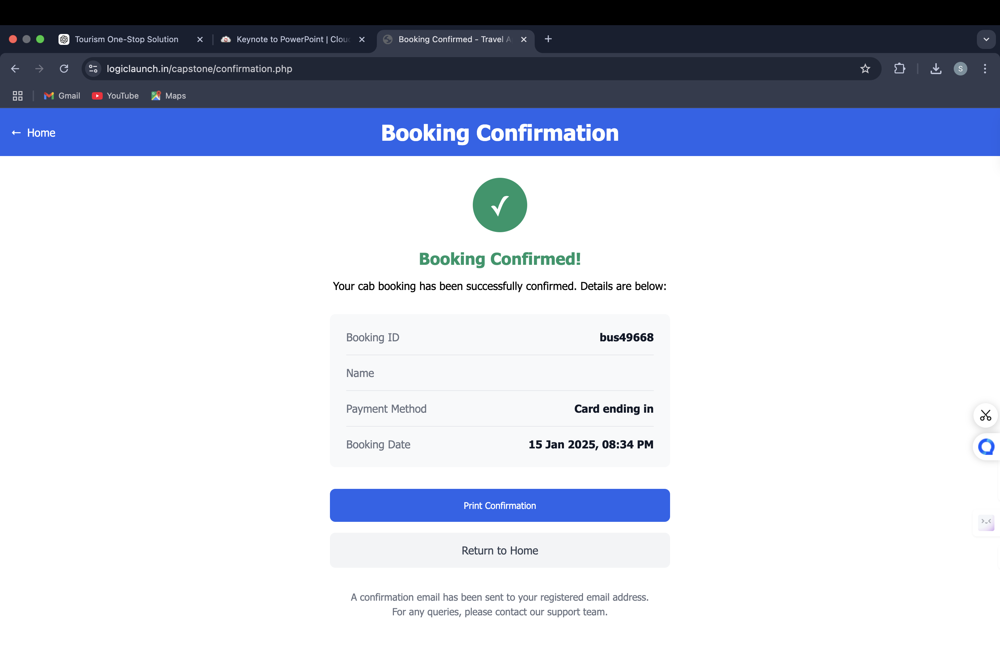 Tourism One-Stop Solution
Keynote to PowerPoint | Clou
Booking Confirmed - Travel A
logiclaunch.in/capstone/confirmation.php
S
Gmail
YouTube
Maps
← Home
Booking Confirmation
Booking Confirmed!
Your cab booking has been successfully confirmed. Details are below:
Booking ID bus49668
Name
Payment Method Card ending in
Booking Date 15 Jan 2025, 08:34 PM
Print Confirmation
Return to Home
A confirmation email has been sent to your registered email address.
For any queries, please contact our support team.